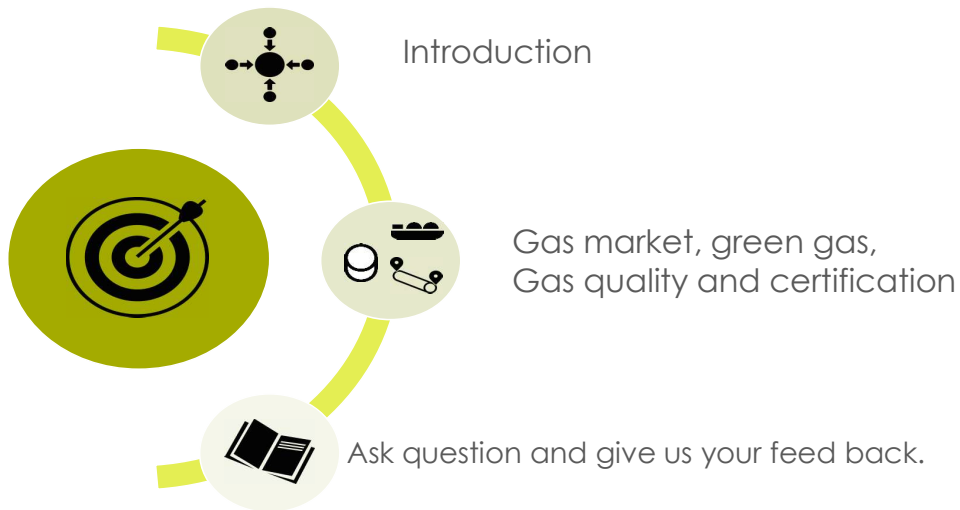 Introduction
Gas market, green gas,
Gas quality and certification
Ask question and give us your feed back.